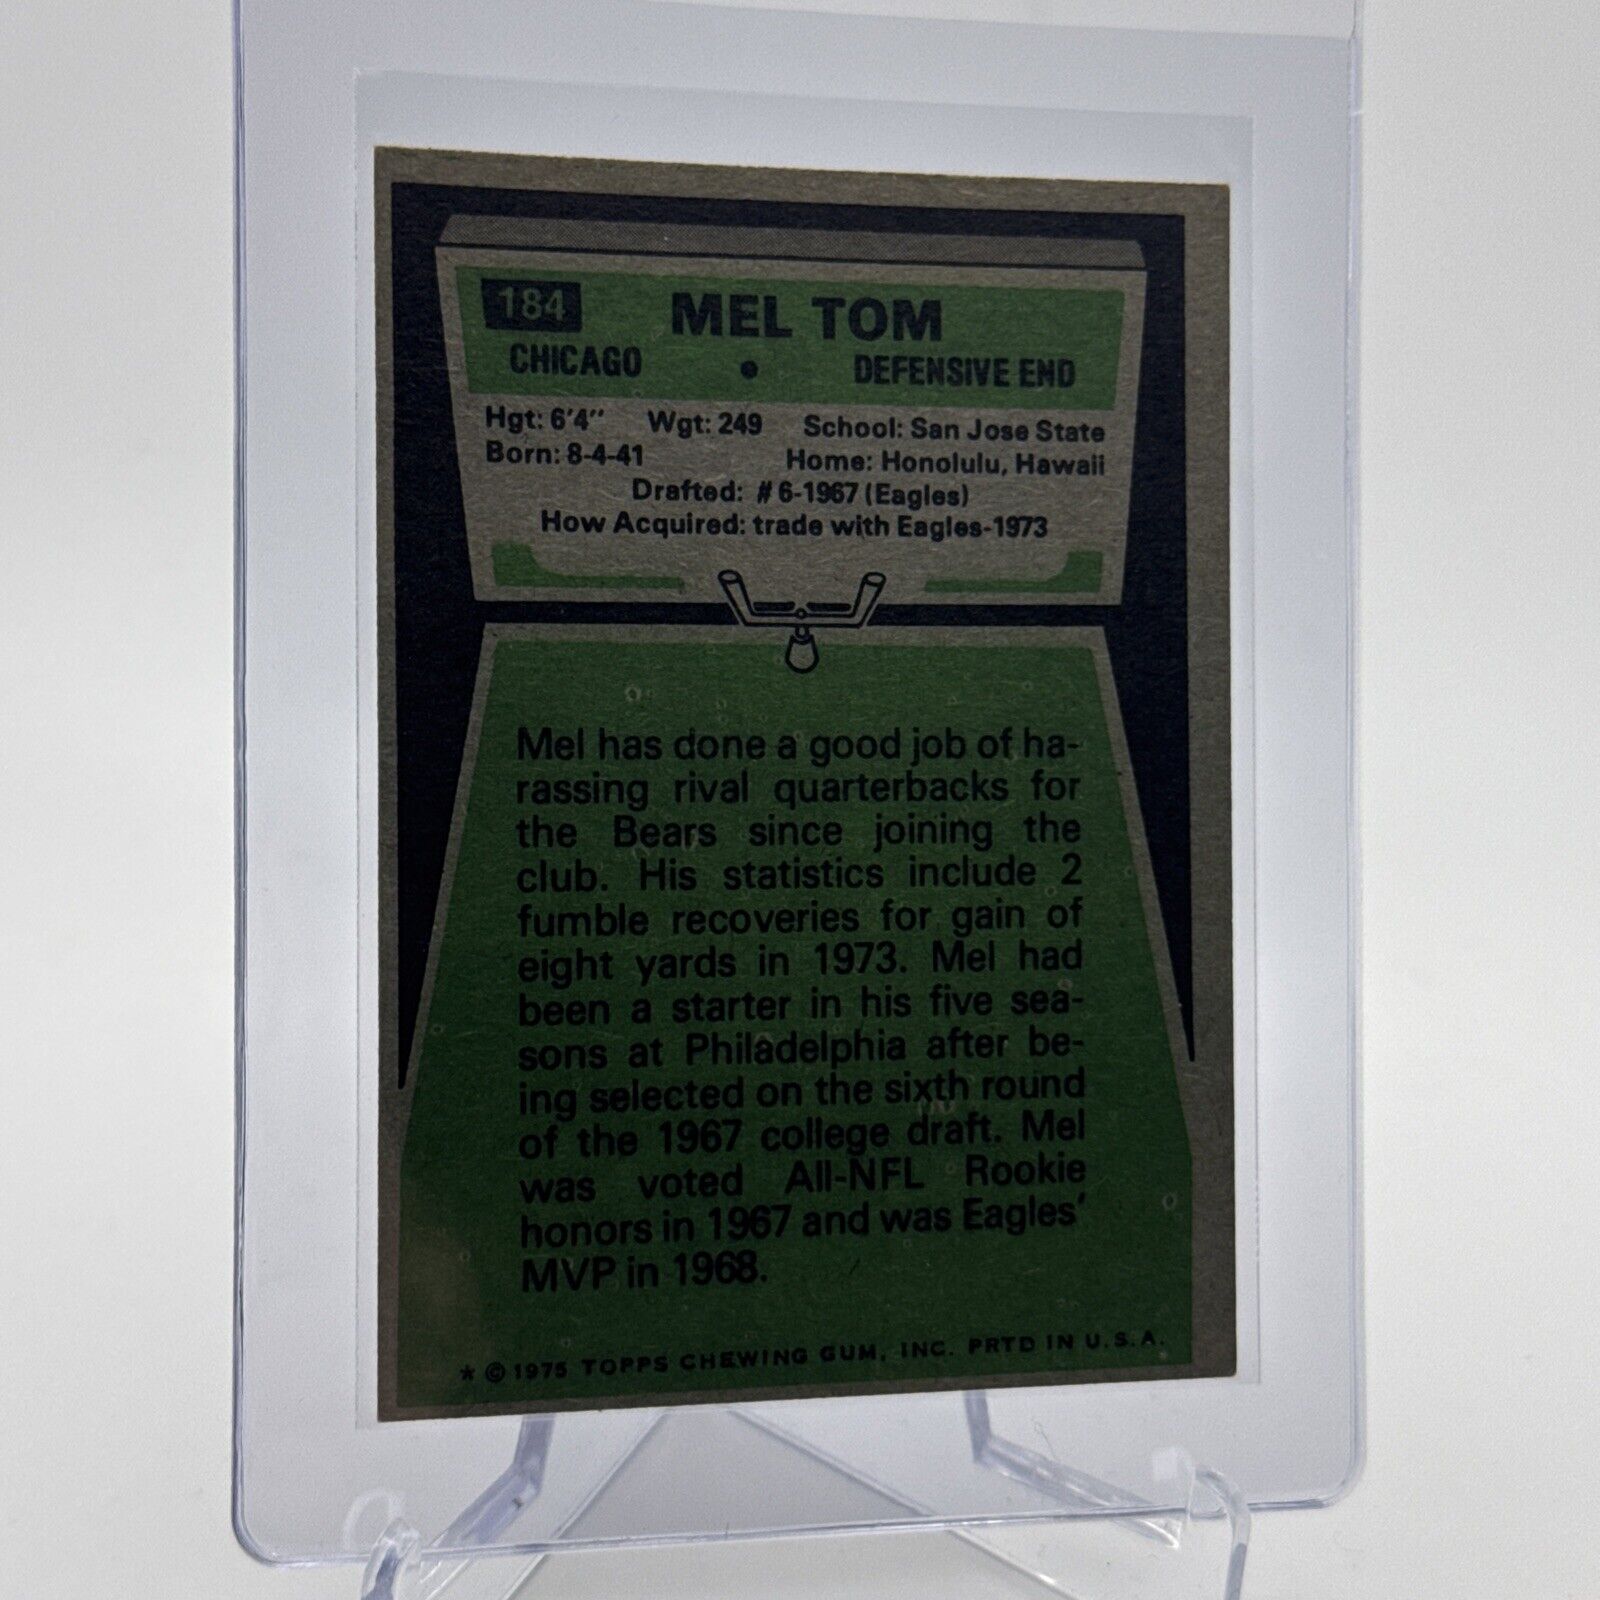 184 MEL TOM
CHICAGO • DEFENSIVE END
Hgt: 6'4" Wgt: 249 School: San Jose State
Born: 8-4-41 Home: Honolulu, Hawaii
Drafted: #6-1967 (Eagles)
How Acquired: trade with Eagles-1973
Mel has done a good job of ha-
rassing rival quarterbacks for
the Bears since joining the
club. His statistics include 2
fumble recoveries for gain of
eight yards in 1973. Mel had
been a starter in his five sea-
sons at Philadelphia after be-
ing selected on the sixth round
of the 1967 college draft. Mel
was voted All-NFL Rookie
honors in 1967 and was Eagles'
MVP in 1968.
* © 1975 TOPPS CHEWING GUM, INC. PRTD IN U.S.A.